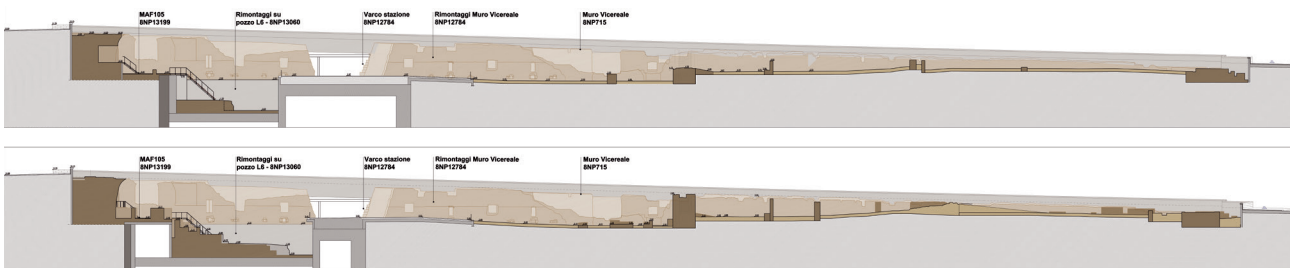 MAF105
8NP13199
Rimontaggi su
pozzo L6 - 8NP13060
Varco stazione
8NP12784
Rimontaggi Muro Vicereale
8NP12784
Muro Vicereale
8NP715
MAF105
8NP13199
Rimontaggi su
pozzo L6 - 8NP13060
Varco stazione
8NP12784
Rimontaggi Muro Vicereale
8NP12784
Muro Vicereale
8NP715